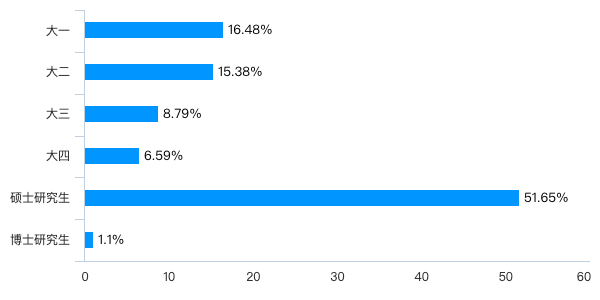 大一 16.48%
大二 15.38%
大三 8.79%
大四 6.59%
硕士研究生 51.65%
博士研究生 1.1%
0 10 20 30 40 50 60